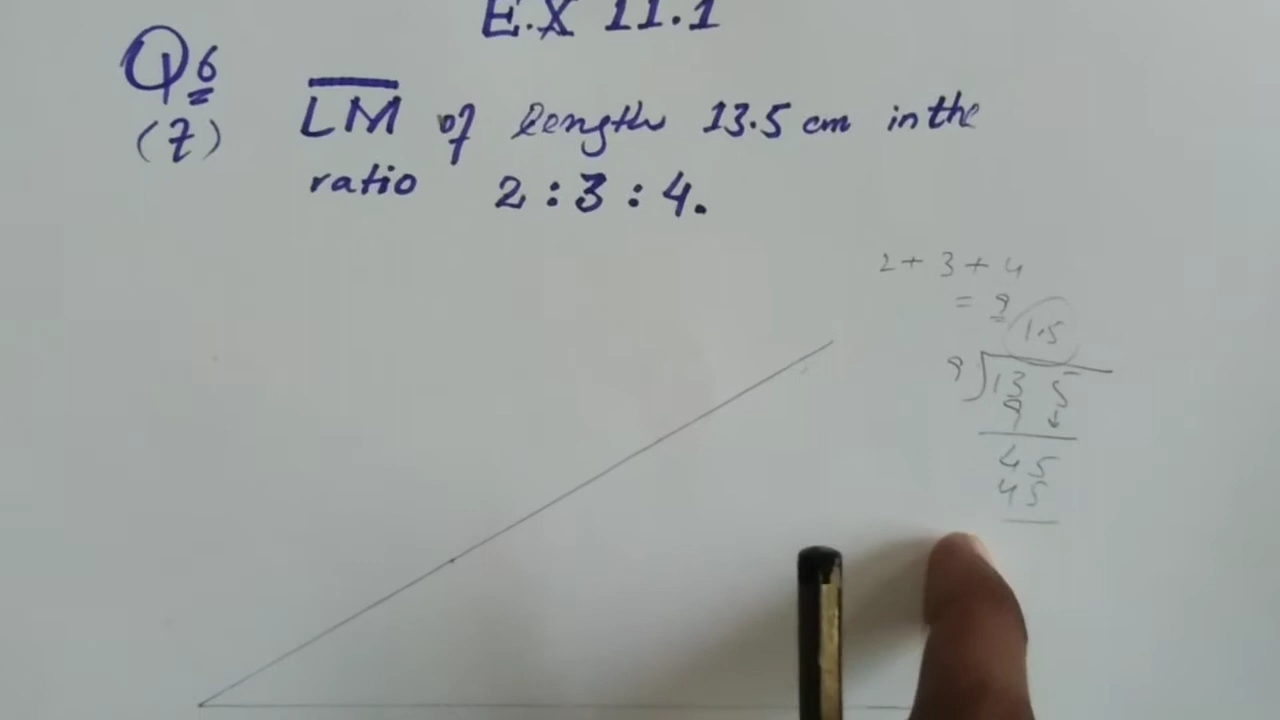 E.X 11.1
Q6
(7) LM of length 13.5 cm in the
ratio 2 : 3 : 4.
2 + 3 + 4
= 9
1.5
9 13 5
9
45
45